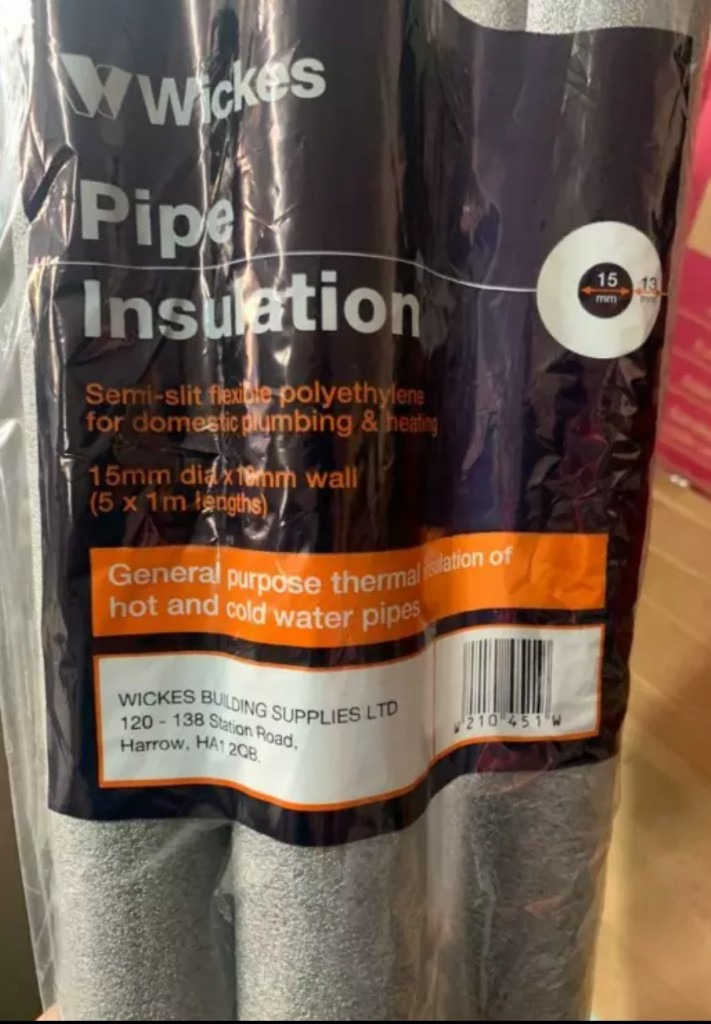 Wickes
Pipe
Insulation
15
mm
13
mm
Semi-slit flexible polyethylene
for domestic plumbing & heating
15mm dia x 13mm wall
(5 x 1m lengths)
General purpose thermal insulation of
hot and cold water pipes
WICKES BUILDING SUPPLIES LTD
120 - 138 Station Road,
Harrow, HA1 2QB.
W 210 451 W